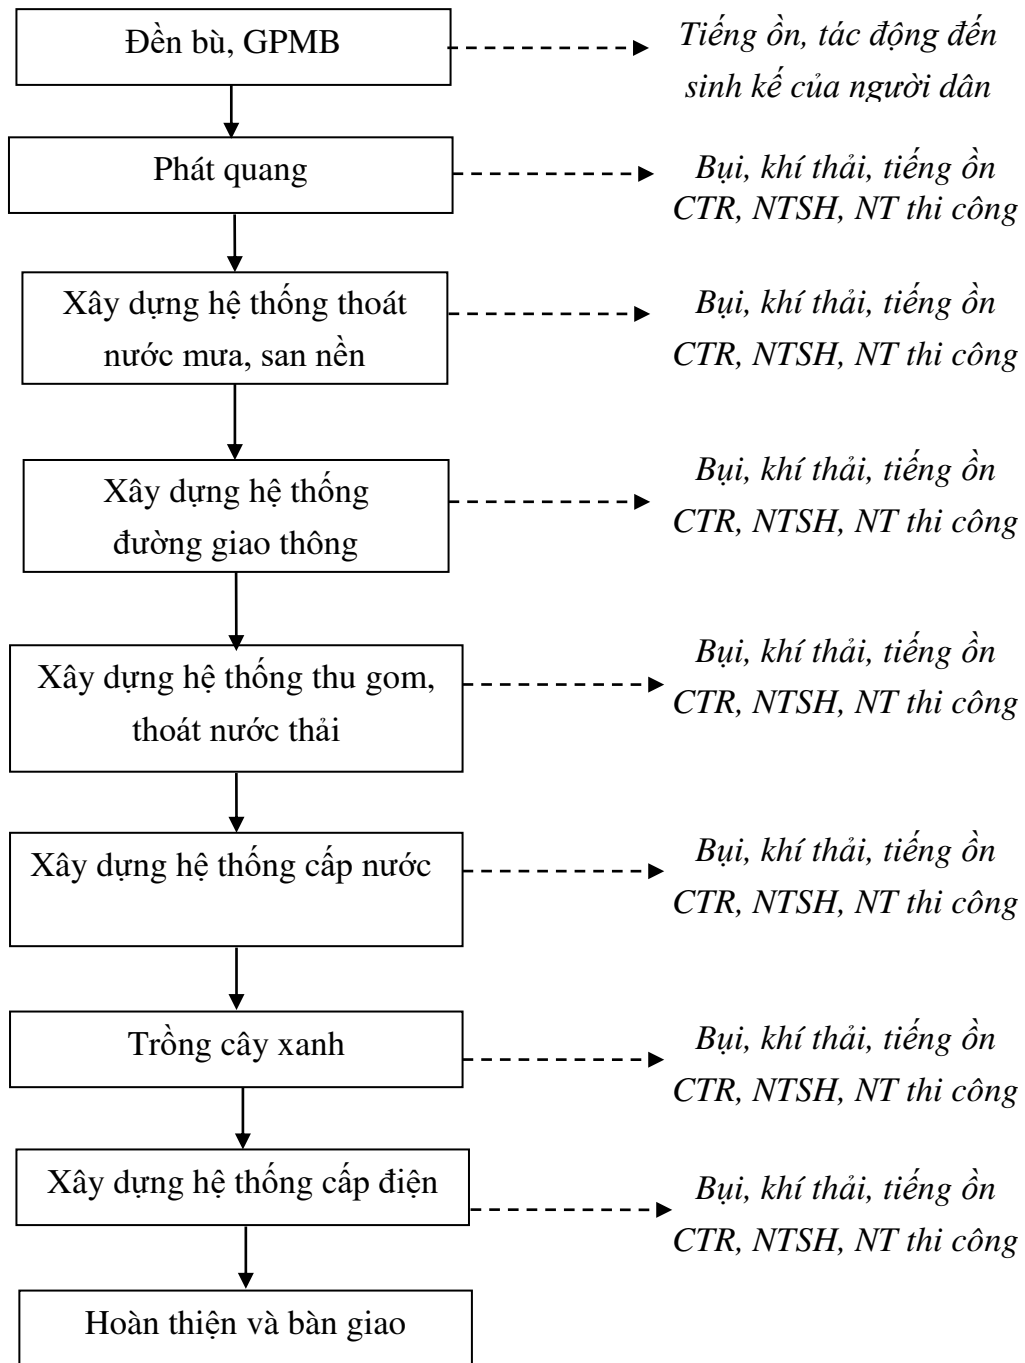 Đền bù, GPMB
Tiếng ồn, tác động đến
sinh kế của người dân
Phát quang
Bụi, khí thải, tiếng ồn
CTR, NTSH, NT thi công
Xây dựng hệ thống thoát
nước mưa, san nền
Bụi, khí thải, tiếng ồn
CTR, NTSH, NT thi công
Xây dựng hệ thống
đường giao thông
Bụi, khí thải, tiếng ồn
CTR, NTSH, NT thi công
Xây dựng hệ thống thu gom,
thoát nước thải
Bụi, khí thải, tiếng ồn
CTR, NTSH, NT thi công
Xây dựng hệ thống cấp nước
Bụi, khí thải, tiếng ồn
CTR, NTSH, NT thi công
Trồng cây xanh
Bụi, khí thải, tiếng ồn
CTR, NTSH, NT thi công
Xây dựng hệ thống cấp điện
Bụi, khí thải, tiếng ồn
CTR, NTSH, NT thi công
Hoàn thiện và bàn giao